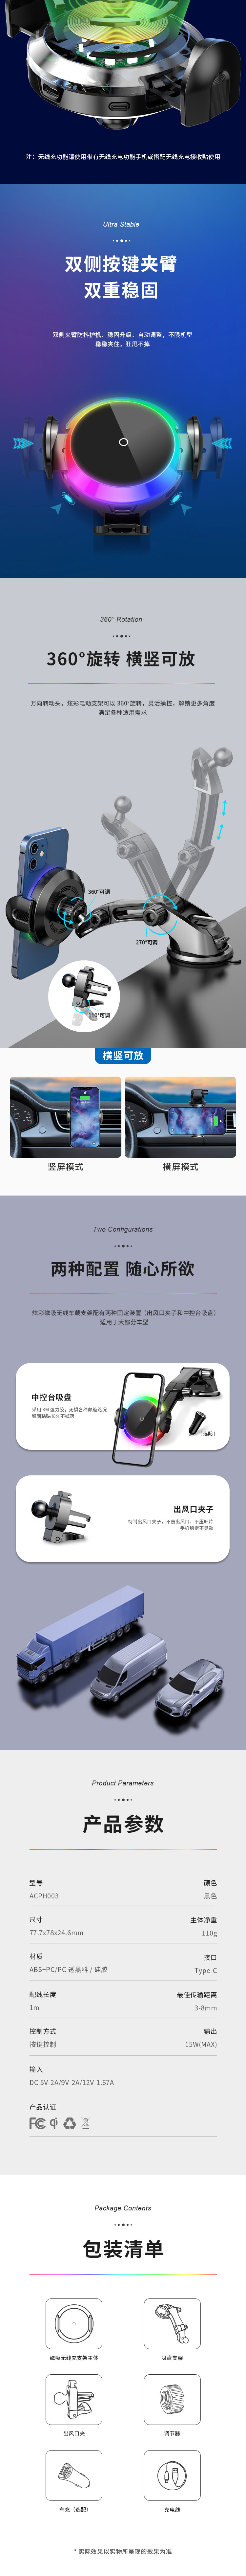 注：无线充功能请使用带有无线充电功能手机或搭配无线充电接收贴使用
Ultra Stable
双侧按键夹臂
双重稳固
双侧夹臂防抖护机、稳固升级、自动调整，不限机型
稳稳夹住，狂甩不掉
360° Rotation
360°旋转 横竖可放
万向转动头，炫彩电动支架可以 360°旋转，灵活操控，解锁更多角度
满足各种适用需求
360°可调
270°可调
180°可调
横竖可放
竖屏模式
横屏模式
Two Configurations
两种配置 随心所欲
炫彩磁吸无线车载支架配有两种固定装置（出风口夹子和中控台吸盘）
适用于大部分车型
中控台吸盘
采用 3M 强力胶，无惧各种颠簸路况
稳固粘贴长久不掉落
（选配）
出风口夹子
特制出风口夹子，不伤出风口、不压叶片
手机稳定不晃动
Product Parameters
产品参数
型号
颜色
ACPH003
黑色
尺寸
主体净重
77.7x78x24.6mm
110g
材质
接口
ABS+PC/PC 透黑料 / 硅胶
Type-C
配线长度
最佳传输距离
1m
3-8mm
控制方式
输出
按键控制
15W(MAX)
输入
DC 5V-2A/9V-2A/12V-1.67A
产品认证
FC qi
Package Contents
包装清单
磁吸无线充支架主体
吸盘支架
出风口夹
调节器
车充（选配）
充电线
* 实际效果以实物所呈现的效果为准